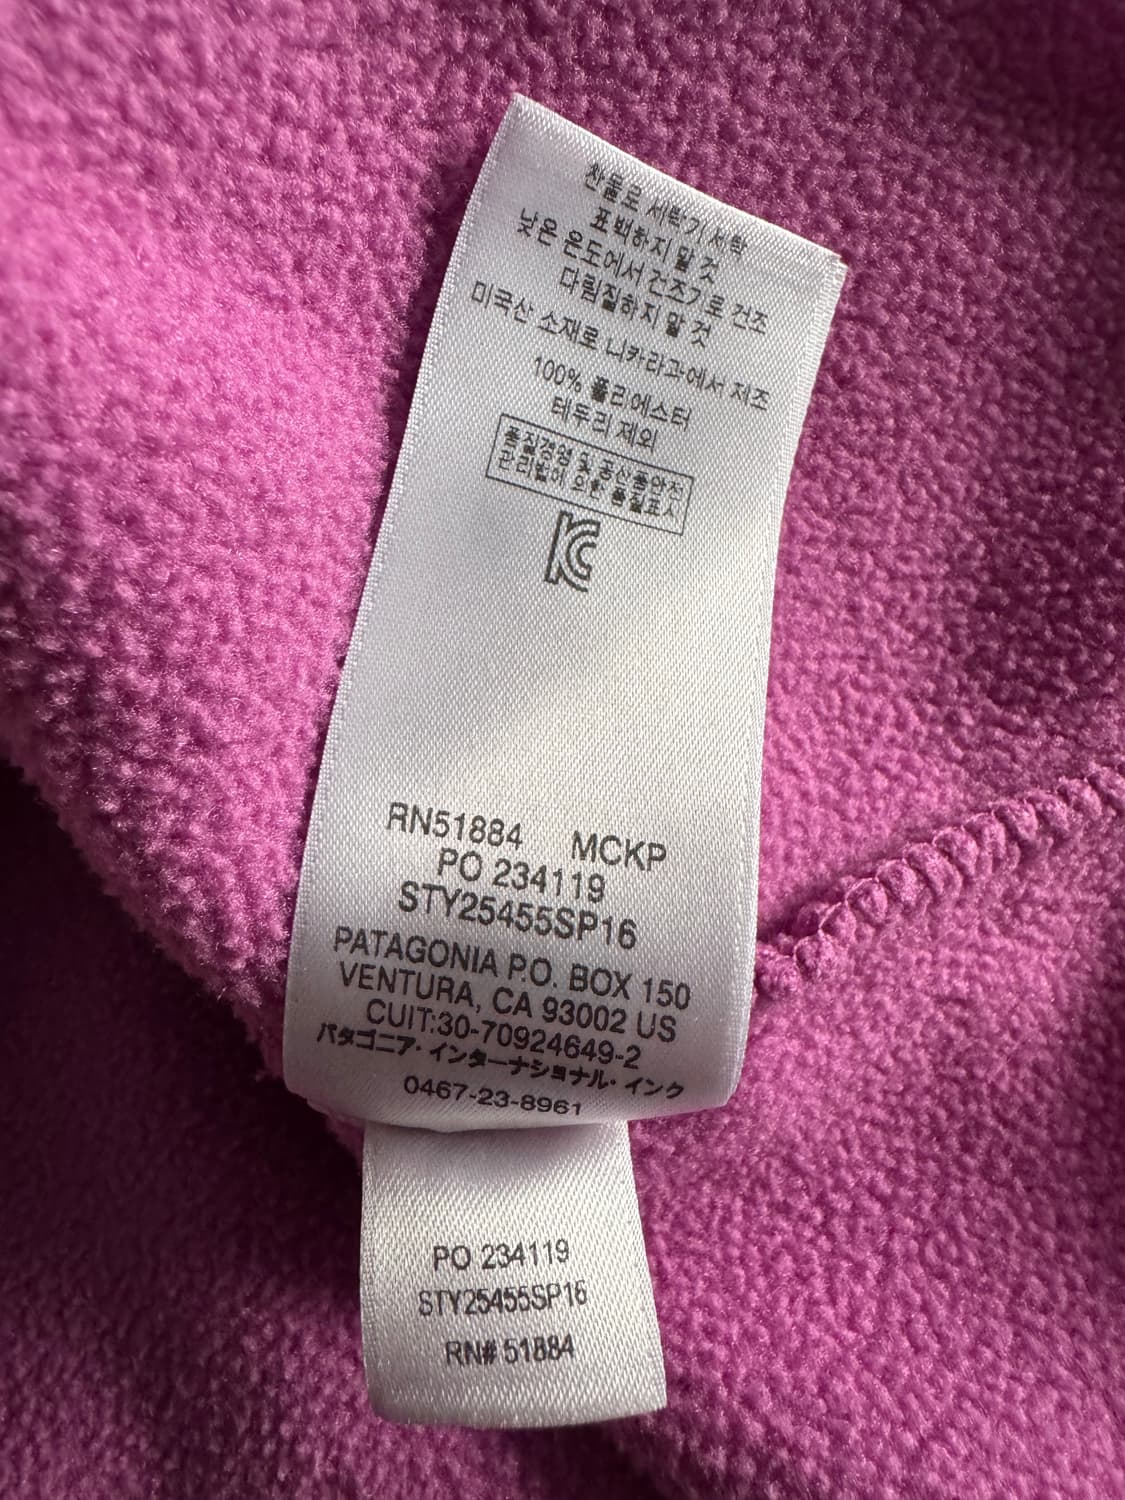 찬물로 세탁기 세탁
표백하지 말 것
낮은 온도에서 건조기로 건조
다림질하지 말 것
미국산 소재로 니카라과에서 제조
100% 폴리에스터
테두리 제외
품질경영 및 공산품안전
관리법에 의한 품질표시
KC
RN51884 MCKP
PO 234119
STY25455SP16
PATAGONIA P.O. BOX 150
VENTURA, CA 93002 US
CUIT:30-70924649-2
パタゴニア・インターナショナル・インク
0467-23-8961
PO 234119
STY25455SP16
RN# 51884